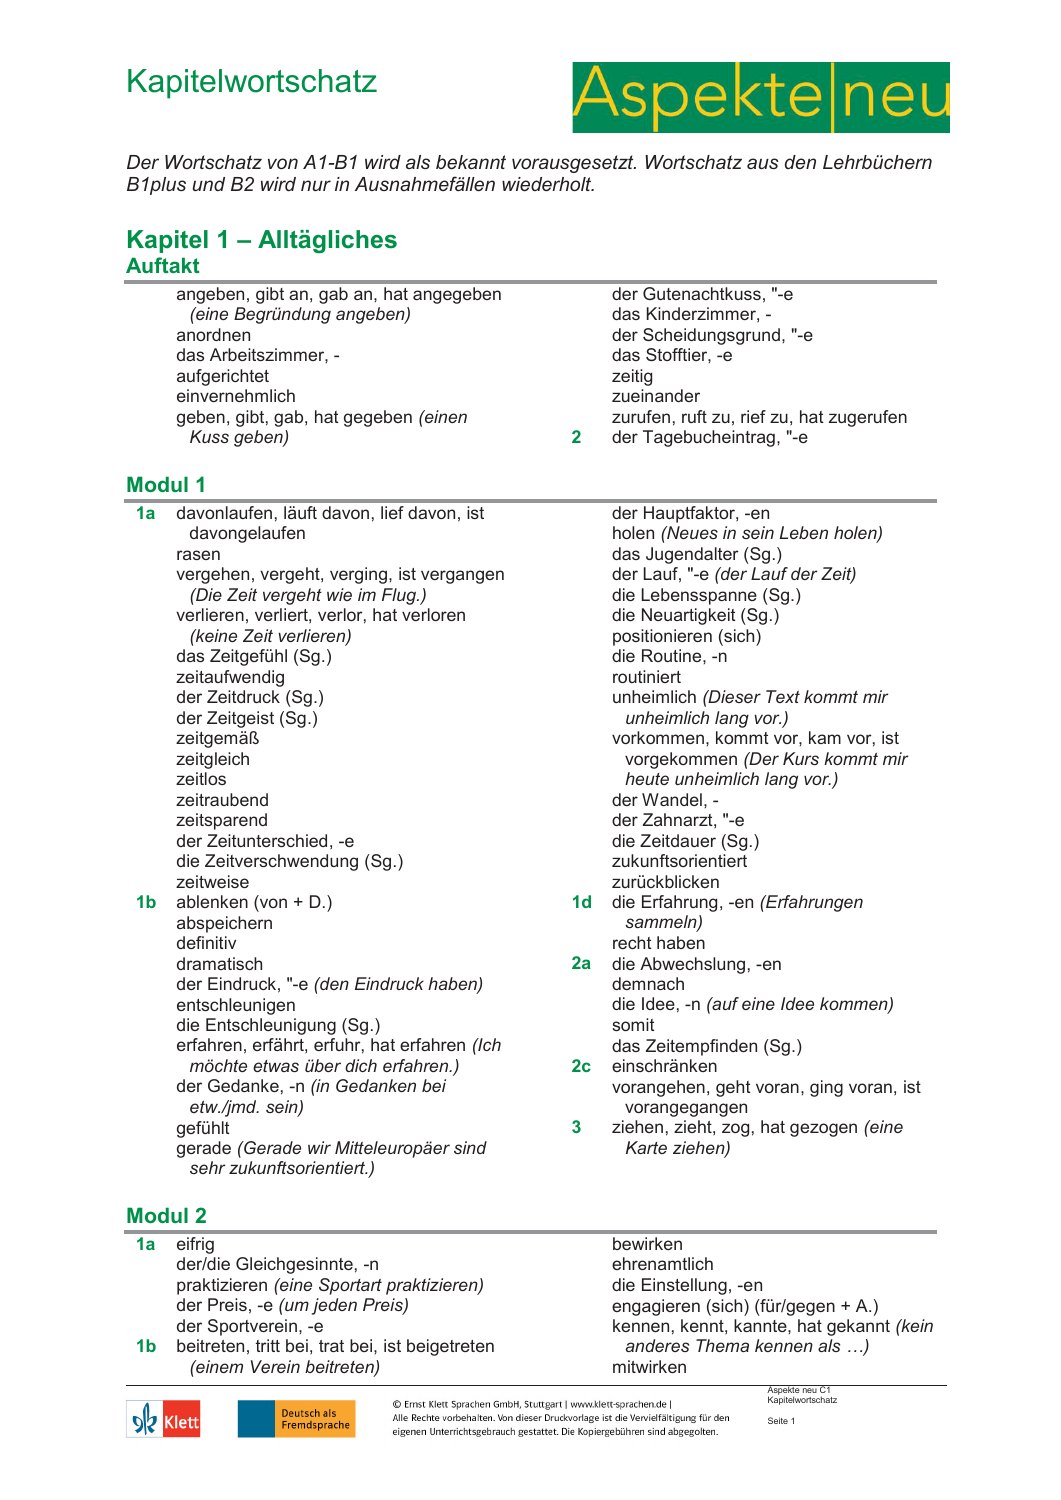 Kapitelwortschatz
Aspekte|neu
Der Wortschatz von A1-B1 wird als bekannt vorausgesetzt. Wortschatz aus den Lehrbüchern
B1plus und B2 wird nur in Ausnahmefällen wiederholt.
Kapitel 1 – Alltägliches
Auftakt
angeben, gibt an, gab an, hat angegeben
(eine Begründung angeben)
anordnen
das Arbeitszimmer, -
aufgerichtet
einvernehmlich
geben, gibt, gab, hat gegeben (einen
Kuss geben)
der Gutenachtkuss, "-e
das Kinderzimmer, -
der Scheidungsgrund, "-e
das Stofftier, -e
zeitig
zueinander
zurufen, ruft zu, rief zu, hat zugerufen
2 der Tagebucheintrag, "-e
Modul 1
1a davonlaufen, läuft davon, lief davon, ist
davongelaufen
rasen
vergehen, vergeht, verging, ist vergangen
(Die Zeit vergeht wie im Flug.)
verlieren, verliert, verlor, hat verloren
(keine Zeit verlieren)
das Zeitgefühl (Sg.)
zeitaufwendig
der Zeitdruck (Sg.)
der Zeitgeist (Sg.)
zeitgemäß
zeitgleich
zeitlos
zeitraubend
zeitsparend
der Zeitunterschied, -e
die Zeitverschwendung (Sg.)
zeitweise
1b ablenken (von + D.)
abspeichern
definitiv
dramatisch
der Eindruck, "-e (den Eindruck haben)
entschleunigen
die Entschleunigung (Sg.)
erfahren, erfährt, erfuhr, hat erfahren (Ich
möchte etwas über dich erfahren.)
der Gedanke, -n (in Gedanken bei
etw./jmd. sein)
gefühlt
gerade (Gerade wir Mitteleuropäer sind
sehr zukunftsorientiert.)
der Hauptfaktor, -en
holen (Neues in sein Leben holen)
das Jugendalter (Sg.)
der Lauf, "-e (der Lauf der Zeit)
die Lebensspanne (Sg.)
die Neuartigkeit (Sg.)
positionieren (sich)
die Routine, -n
routiniert
unheimlich (Dieser Text kommt mir
unheimlich lang vor.)
vorkommen, kommt vor, kam vor, ist
vorgekommen (Der Kurs kommt mir
heute unheimlich lang vor.)
der Wandel, -
der Zahnarzt, "-e
die Zeitdauer (Sg.)
zukunftsorientiert
zurückblicken
1d die Erfahrung, -en (Erfahrungen
sammeln)
recht haben
2a die Abwechslung, -en
demnach
die Idee, -n (auf eine Idee kommen)
somit
das Zeitempfinden (Sg.)
2c einschränken
vorangehen, geht voran, ging voran, ist
vorangegangen
3 ziehen, zieht, zog, hat gezogen (eine
Karte ziehen)
Modul 2
1a eifrig
der/die Gleichgesinnte, -n
praktizieren (eine Sportart praktizieren)
der Preis, -e (um jeden Preis)
der Sportverein, -e
1b beitreten, tritt bei, trat bei, ist beigetreten
(einem Verein beitreten)
bewirken
ehrenamtlich
die Einstellung, -en
engagieren (sich) (für/gegen + A.)
kennen, kennt, kannte, hat gekannt (kein
anderes Thema kennen als …)
mitwirken
Klett
Deutsch als
Fremdsprache
© Ernst Klett Sprachen GmbH, Stuttgart | www.klett-sprachen.de |
Alle Rechte vorbehalten. Von dieser Druckvorlage ist die Vervielfältigung für den
eigenen Unterrichtsgebrauch gestattet. Die Kopiergebühren sind abgegolten.
Aspekte neu C1
Kapitelwortschatz
Seite 1